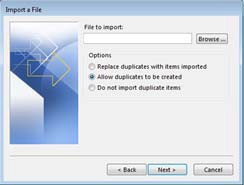 Import a File
File to import:
Browse ...
Options
Replace duplicates with items imported
Allow duplicates to be created
Do not import duplicate items
< Back
Next >
Cancel